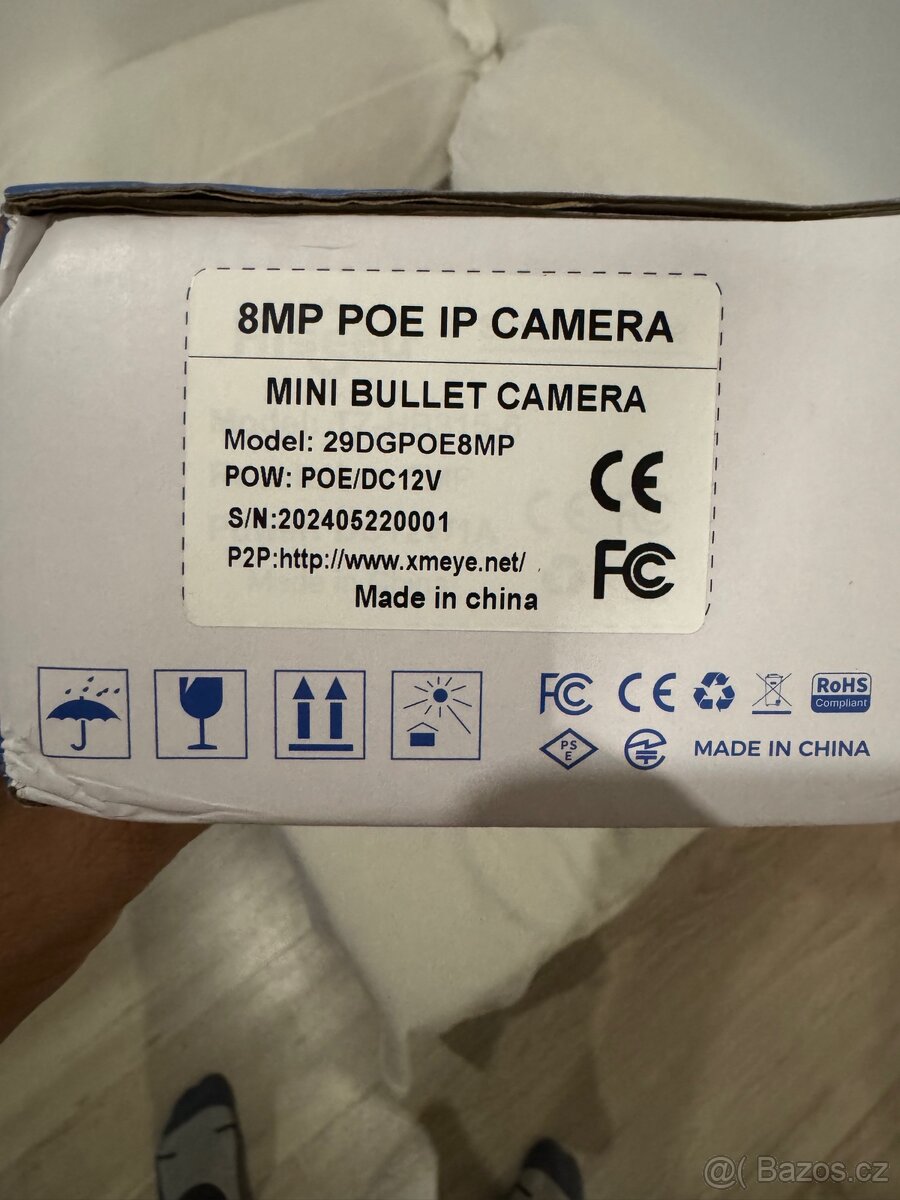 8MP POE IP CAMERA
MINI BULLET CAMERA
Model: 29DGPOE8MP
POW: POE/DC12V
S/N:202405220001
P2P:http://www.xmeye.net/
Made in china
CE
FC
FC CE RoHS
Compliant
PSE
MADE IN CHINA
@( Bazos.cz